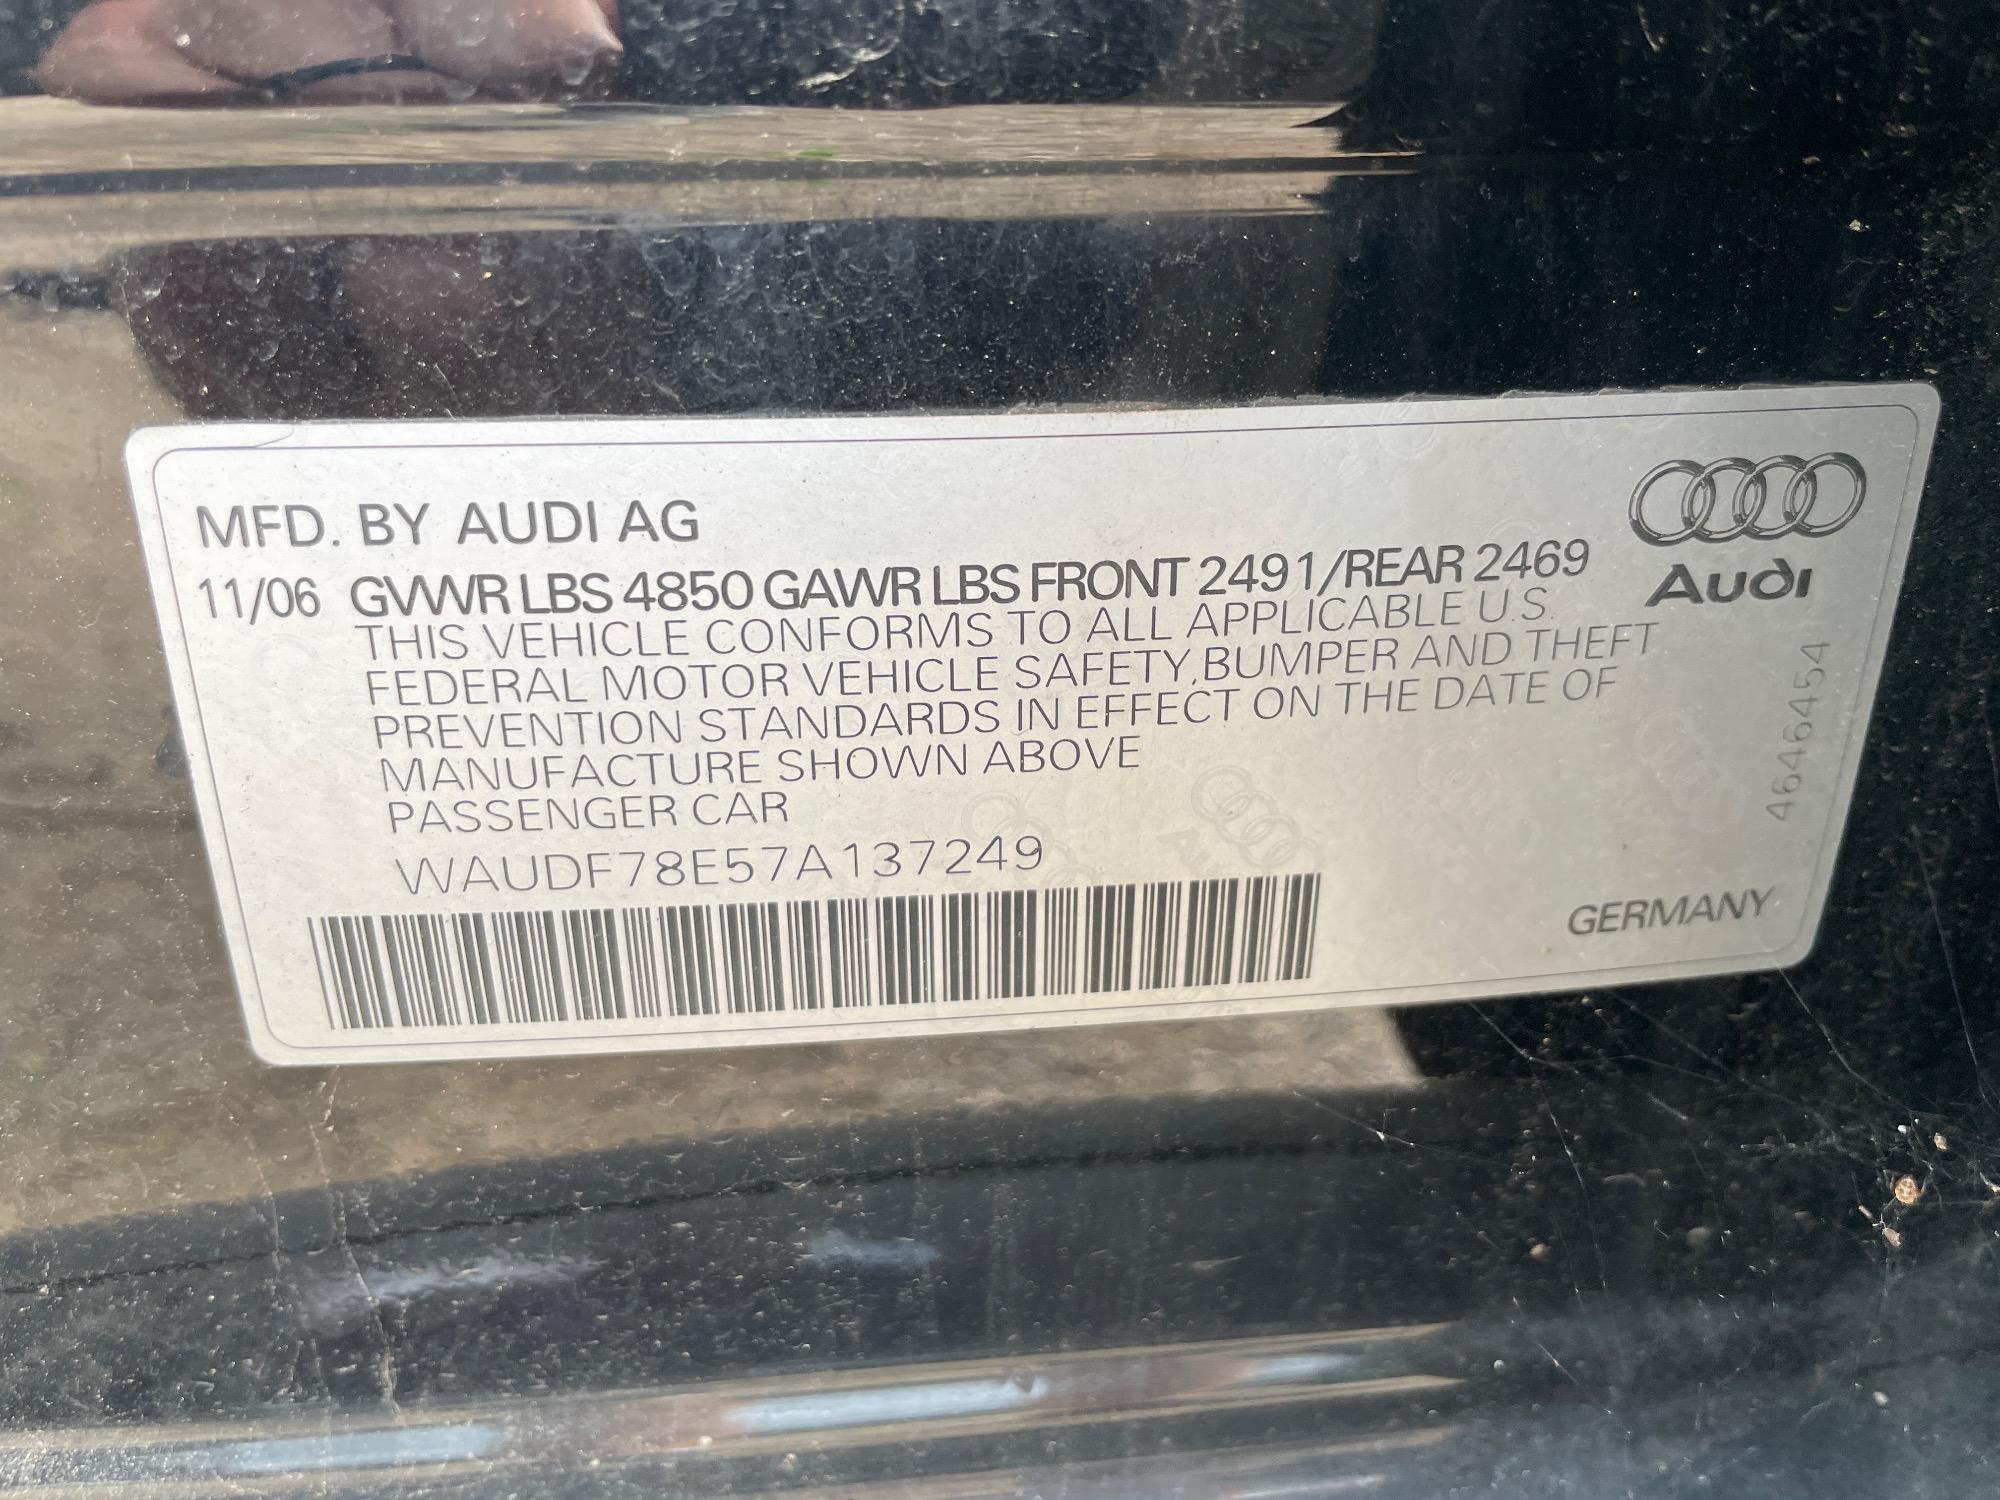 MFD. BY AUDI AG
11/06 GVWR LBS 4850 GAWR LBS FRONT 2491/REAR 2469
Audi
THIS VEHICLE CONFORMS TO ALL APPLICABLE U.S.
FEDERAL MOTOR VEHICLE SAFETY,BUMPER AND THEFT
PREVENTION STANDARDS IN EFFECT ON THE DATE OF
MANUFACTURE SHOWN ABOVE
PASSENGER CAR
WAUDF78E57A137249
4646454
GERMANY